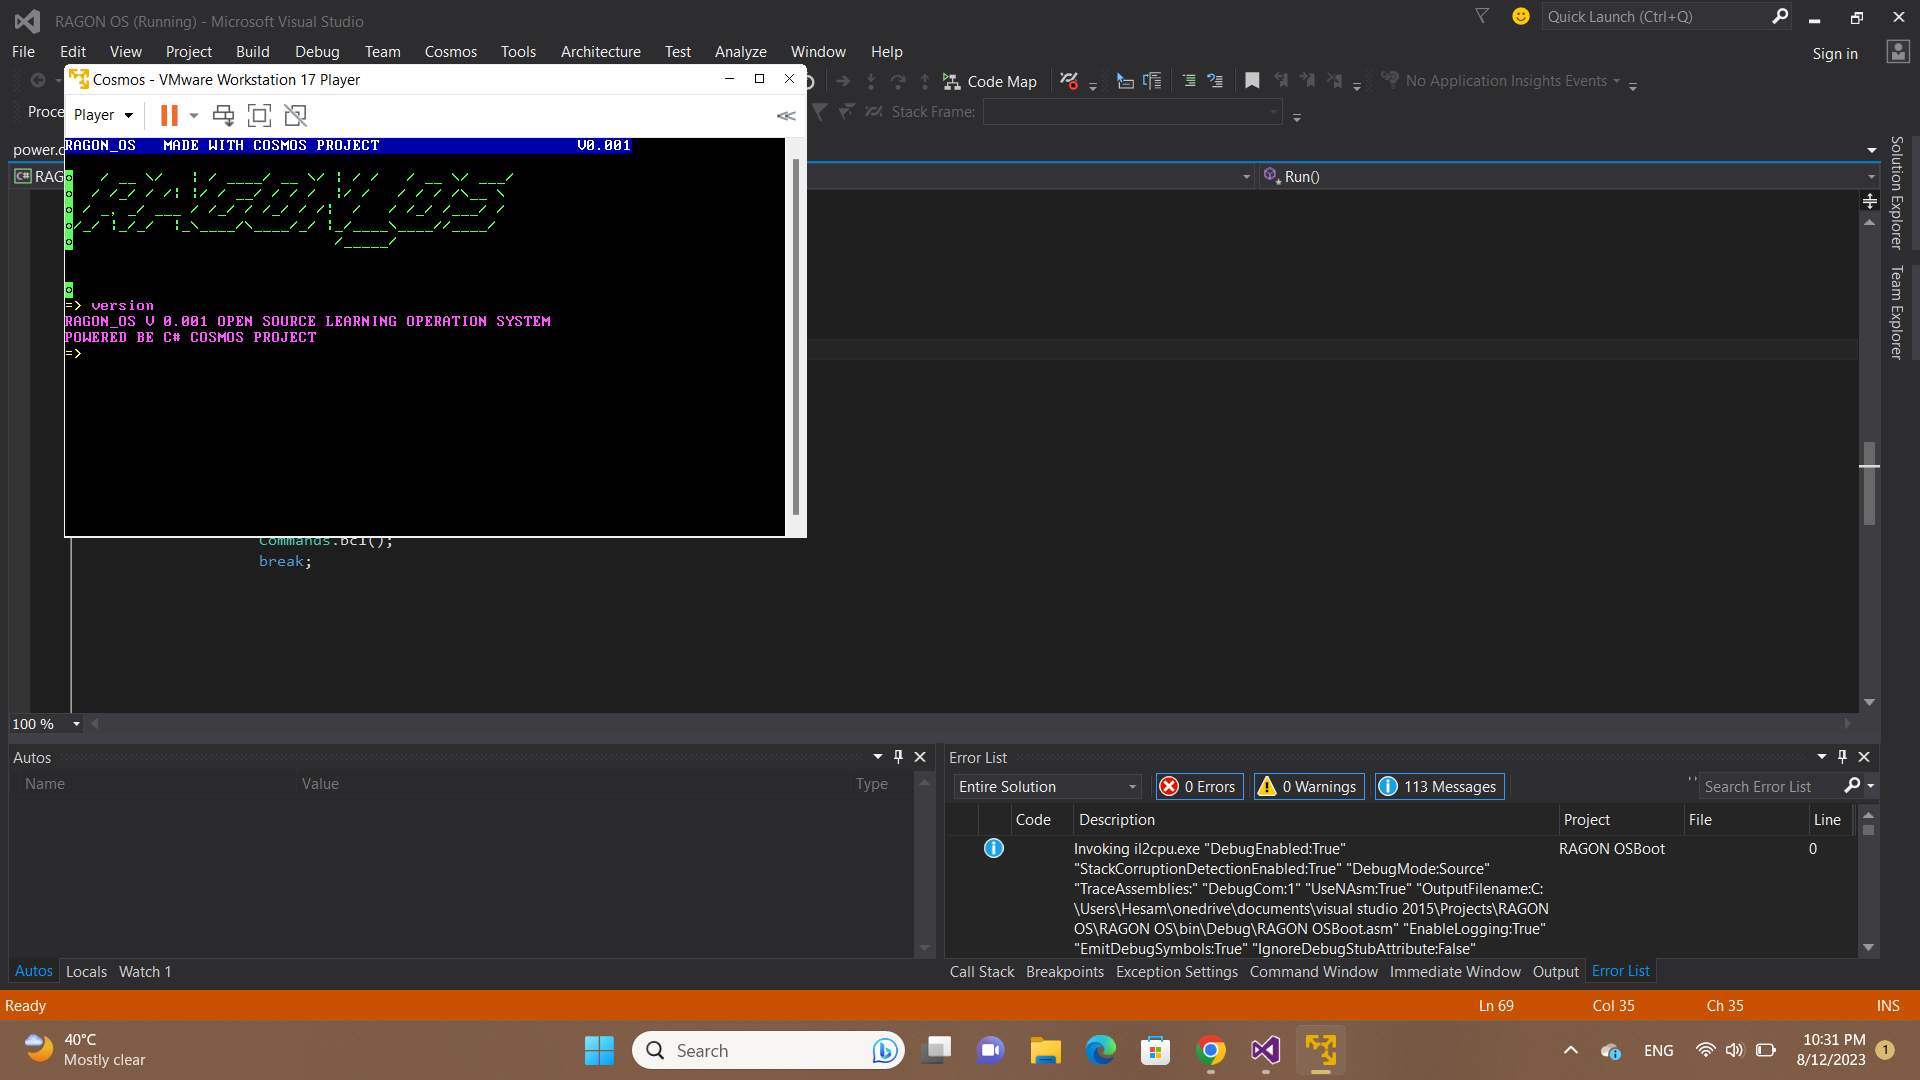 RAGON OS (Running) - Microsoft Visual Studio
Quick Launch (Ctrl+Q)
File Edit View Project Build Debug Team Cosmos Tools Architecture Test Analyze Window Help
Sign in
Cosmos - VMware Workstation 17 Player
Code Map
No Application Insights Events
Proce
Player
Stack Frame:
RAGON_OS MADE WITH COSMOS PROJECT V0.001
power.c
RAG
Run()
=> version
RAGON_OS V 0.001 OPEN SOURCE LEARNING OPERATION SYSTEM
POWERED BE C# COSMOS PROJECT
=>
Solution Explorer
Team Explorer
Commands.bcl();
break;
100 %
Autos
Name Value Type
Autos Locals Watch 1
Error List
Entire Solution
0 Errors
0 Warnings
113 Messages
Search Error List
Code Description Project File Line
Invoking il2cpu.exe "DebugEnabled:True" RAGON OSBoot 0
"StackCorruptionDetectionEnabled:True" "DebugMode:Source"
"TraceAssemblies:" "DebugCom:1" "UseNAsm:True" "OutputFilename:C:
\Users\Hesam\onedrive\documents\visual studio 2015\Projects\RAGON
OS\RAGON OS\bin\Debug\RAGON OSBoot.asm" "EnableLogging:True"
"EmitDebugSymbols:True" "IgnoreDebugStubAttribute:False"
Call Stack Breakpoints Exception Settings Command Window Immediate Window Output Error List
Ready
Ln 69 Col 35 Ch 35 INS
40°C
Mostly clear
Search
ENG
10:31 PM
8/12/2023
1